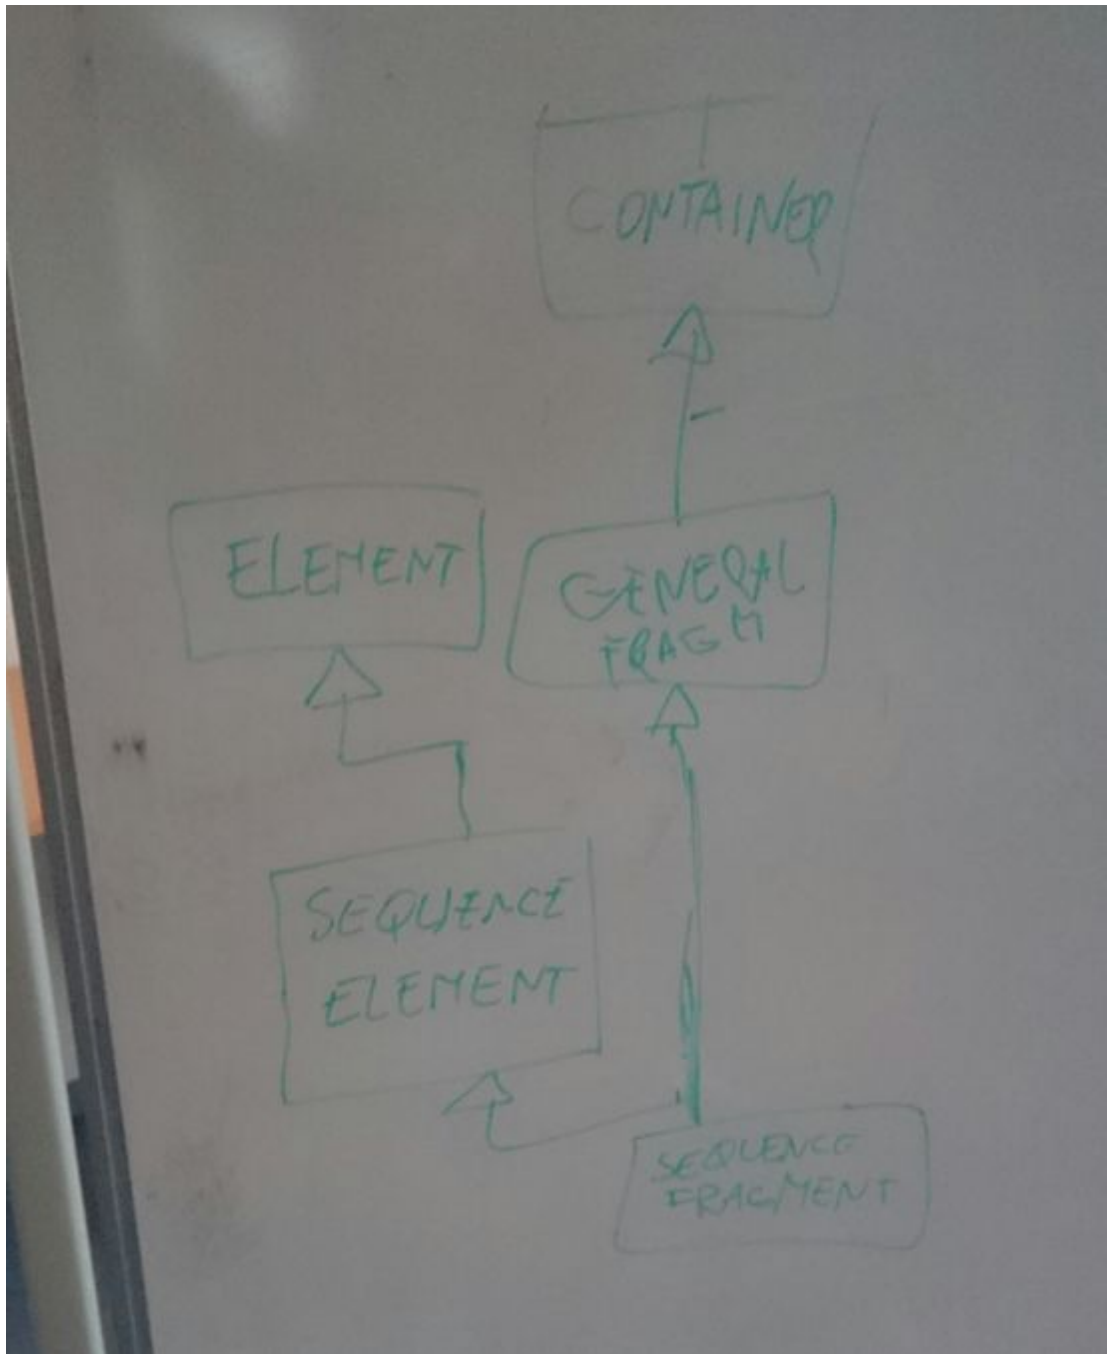 CONTAINER
ELEMENT
GENERAL
FRAGM
SEQUENCE
ELEMENT
SEQUENCE
FRAGMENT